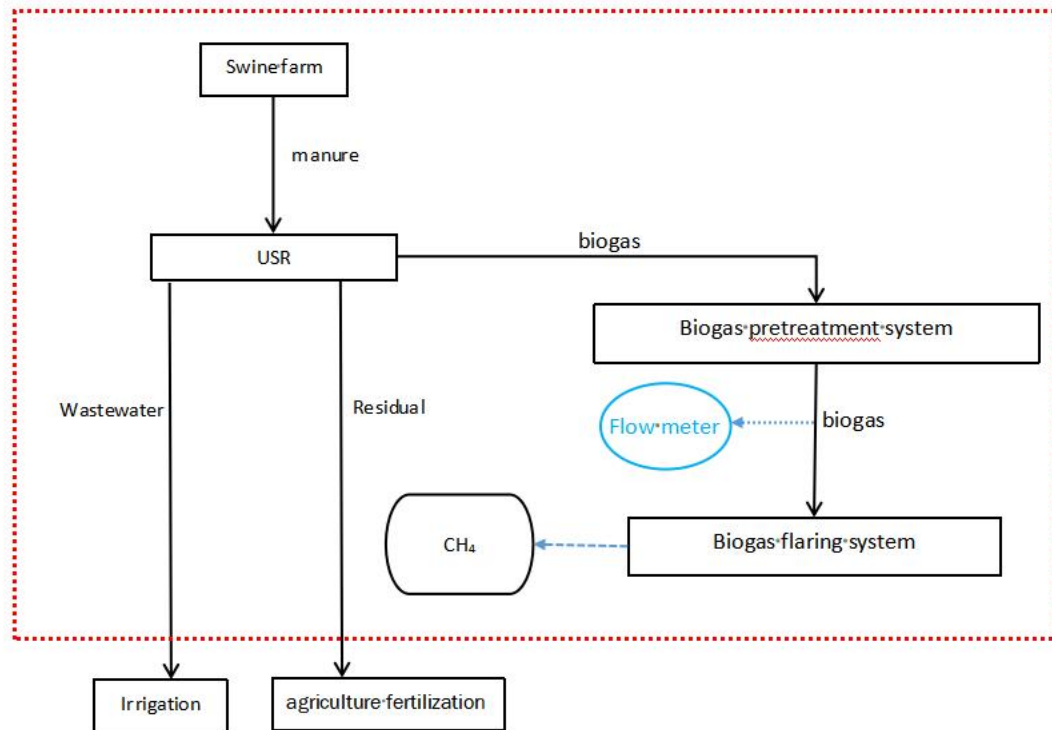 Swine farm
manure
USR
biogas
Biogas pretreatment system
Wastewater
Residual
Flow meter
biogas
CH₄
Biogas flaring system
Irrigation
agriculture fertilization